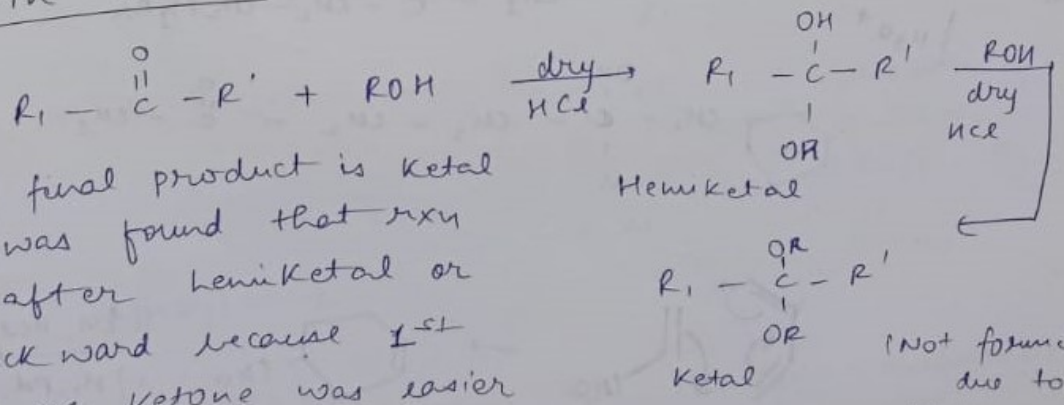 O
||
R₁ — C — R' + ROH dry HCl → R₁ — C — R' ROH dry HCl
OH
OR
final product is Ketal
Hemiketal
was found that rxn
after hemiketal or
OR
R₁ — C — R'
OR
ckward because 1st
Ketal
(Not form
due to
Ketone was easier